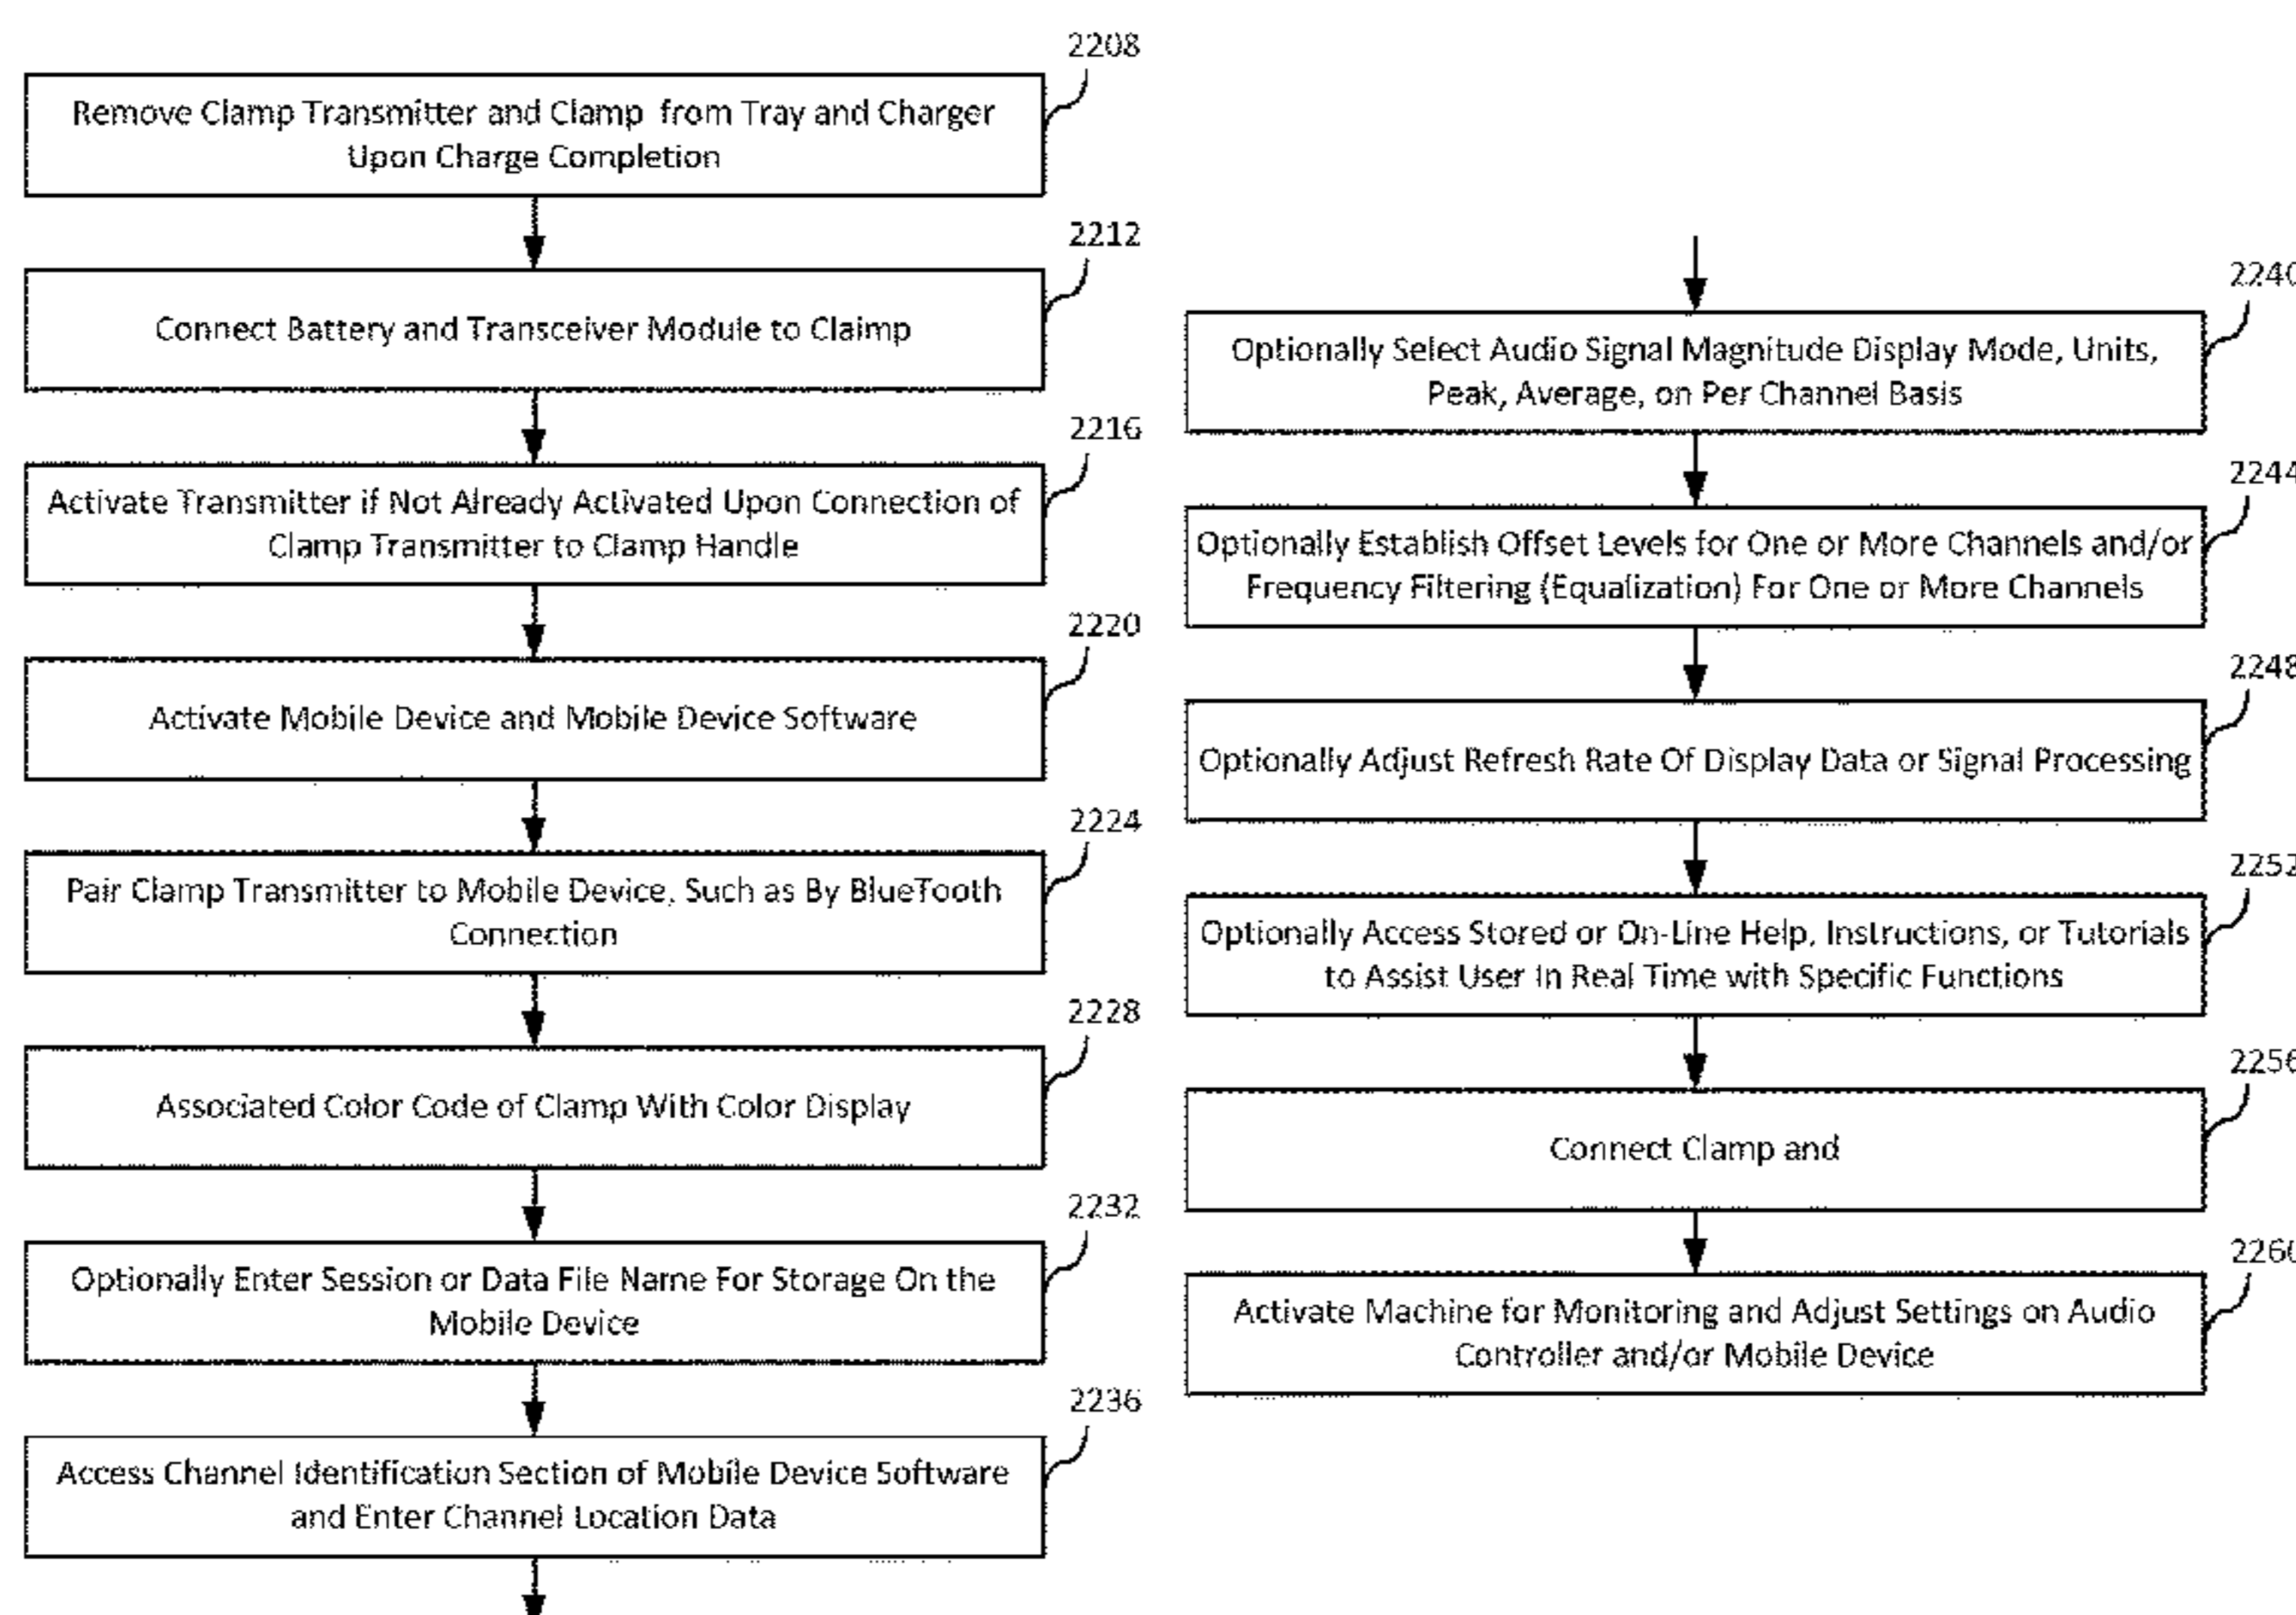 2208
Remove Clamp Transmitter and Clamp from Tray and Charger
Upon Charge Completion
2212
Connect Battery and Transceiver Module to Claimp
2216
Activate Transmitter if Not Already Activated Upon Connection of
Clamp Transmitter to Clamp Handle
2220
Activate Mobile Device and Mobile Device Software
2224
Pair Clamp Transmitter to Mobile Device, Such as By BlueTooth
Connection
2228
Associated Color Code of Clamp With Color Display
2232
Optionally Enter Session or Data File Name For Storage On the
Mobile Device
2236
Access Channel Identification Section of Mobile Device Software
and Enter Channel Location Data
2240
Optionally Select Audio Signal Magnitude Display Mode, Units,
Peak, Average, on Per Channel Basis
2244
Optionally Establish Offset Levels for One or More Channels and/or
Frequency Filtering (Equalization) For One or More Channels
2248
Optionally Adjust Refresh Rate Of Display Data or Signal Processing
2252
Optionally Access Stored or On-Line Help, Instructions, or Tutorials
to Assist User In Real Time with Specific Functions
2256
Connect Clamp and
2260
Activate Machine for Monitoring and Adjust Settings on Audio
Controller and/or Mobile Device